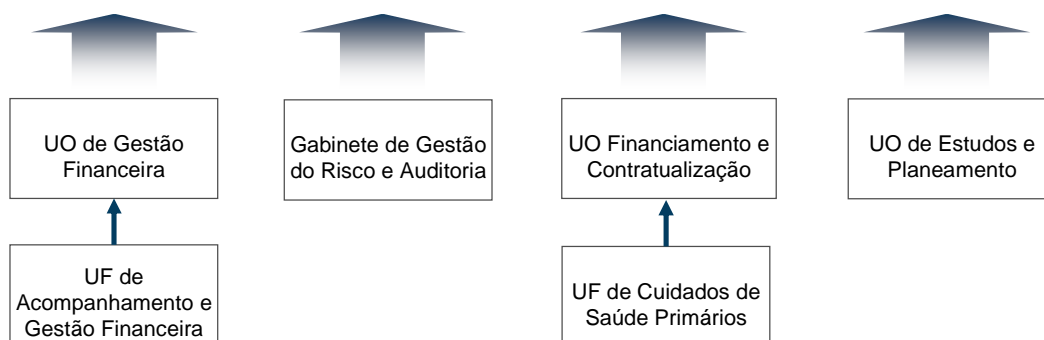 UO de Gestão
Financeira
Gabinete de Gestão
do Risco e Auditoria
UO Financiamento e
Contratualização
UO de Estudos e
Planeamento
UF de
Acompanhamento e
Gestão Financeira
UF de Cuidados de
Saúde Primários